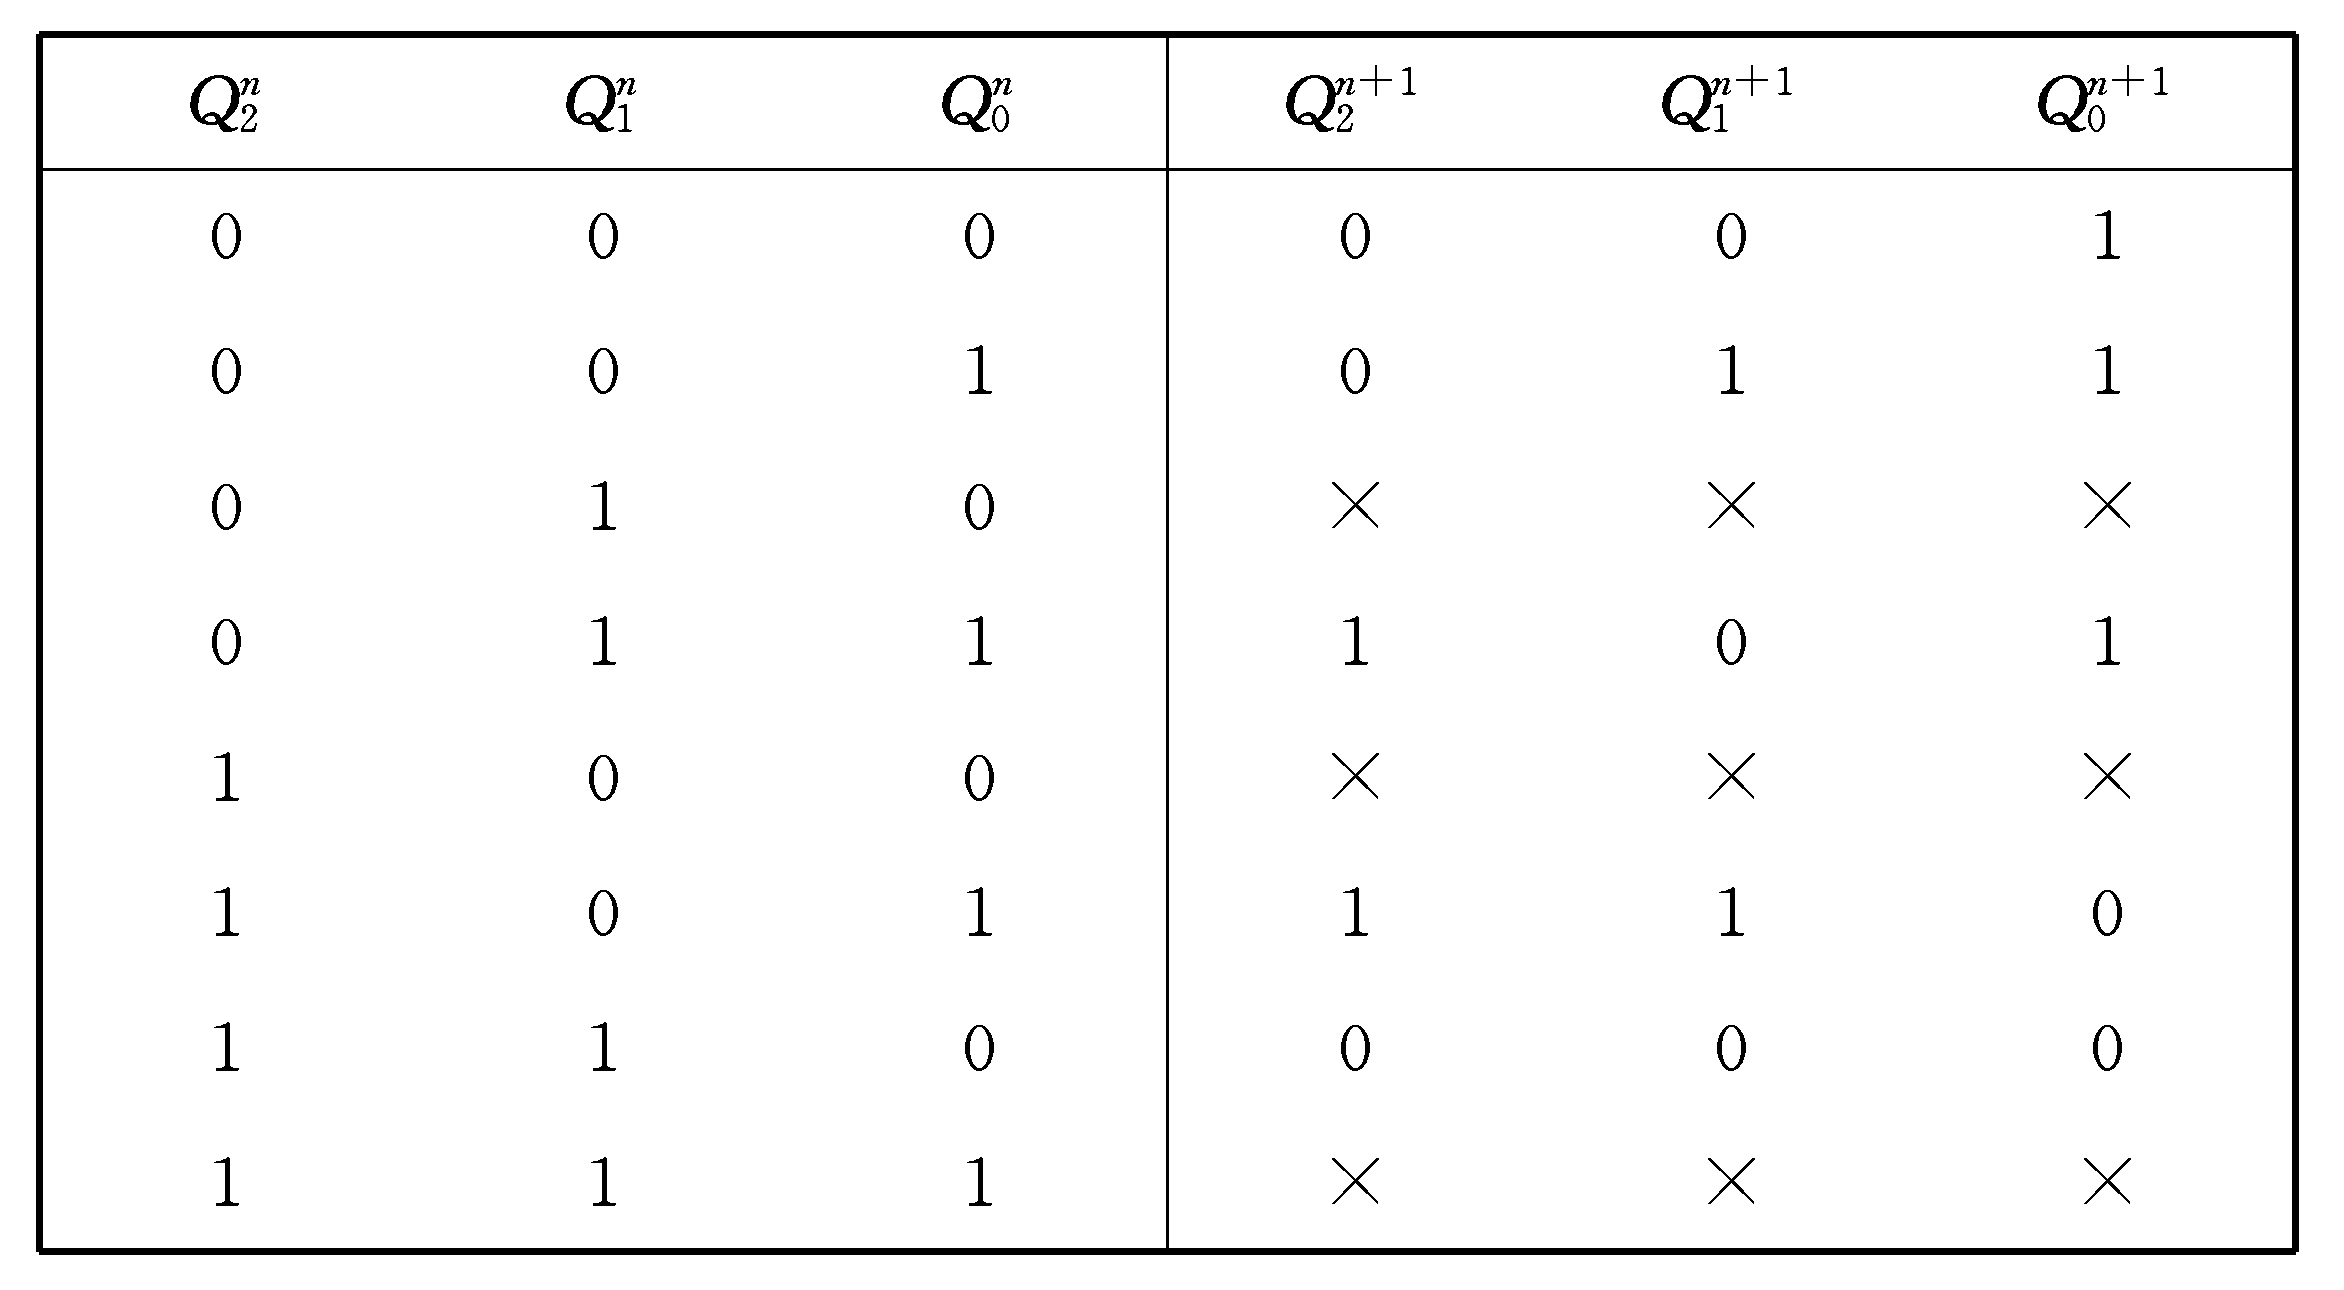 Q₂ⁿ Q₁ⁿ Q₀ⁿ Q₂ⁿ⁺¹ Q₁ⁿ⁺¹ Q₀ⁿ⁺¹
0 0 0 0 0 1
0 0 1 0 1 1
0 1 0 × × ×
0 1 1 1 0 1
1 0 0 × × ×
1 0 1 1 1 0
1 1 0 0 0 0
1 1 1 × × ×